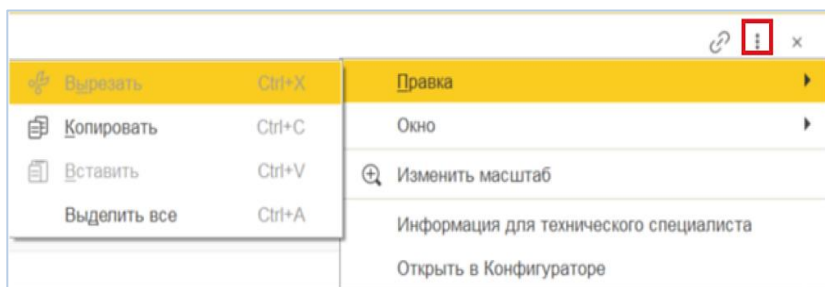 Вырезать Ctrl+X
Копировать Ctrl+C
Вставить Ctrl+V
Выделить все Ctrl+A
Правка
Окно
Изменить масштаб
Информация для технического специалиста
Открыть в Конфигураторе